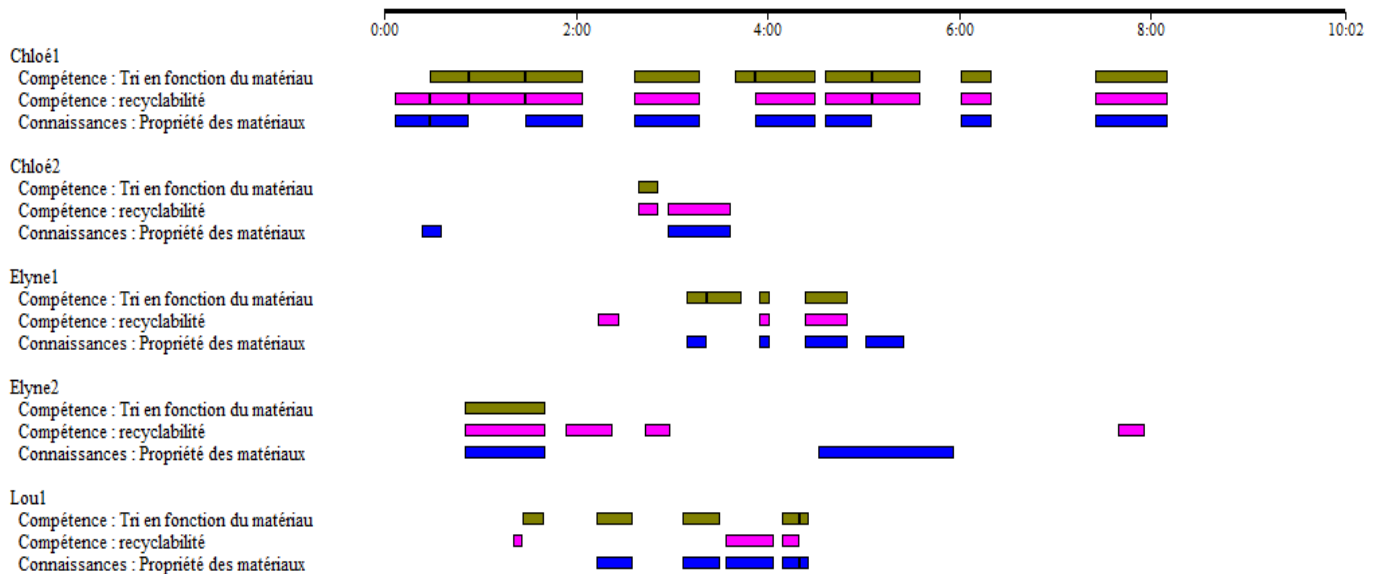 0:00 2:00 4:00 6:00 8:00 10:02
Chloé1
Compétence : Tri en fonction du matériau
Compétence : recyclabilité
Connaissances : Propriété des matériaux
Chloé2
Compétence : Tri en fonction du matériau
Compétence : recyclabilité
Connaissances : Propriété des matériaux
Elyne1
Compétence : Tri en fonction du matériau
Compétence : recyclabilité
Connaissances : Propriété des matériaux
Elyne2
Compétence : Tri en fonction du matériau
Compétence : recyclabilité
Connaissances : Propriété des matériaux
Lou1
Compétence : Tri en fonction du matériau
Compétence : recyclabilité
Connaissances : Propriété des matériaux